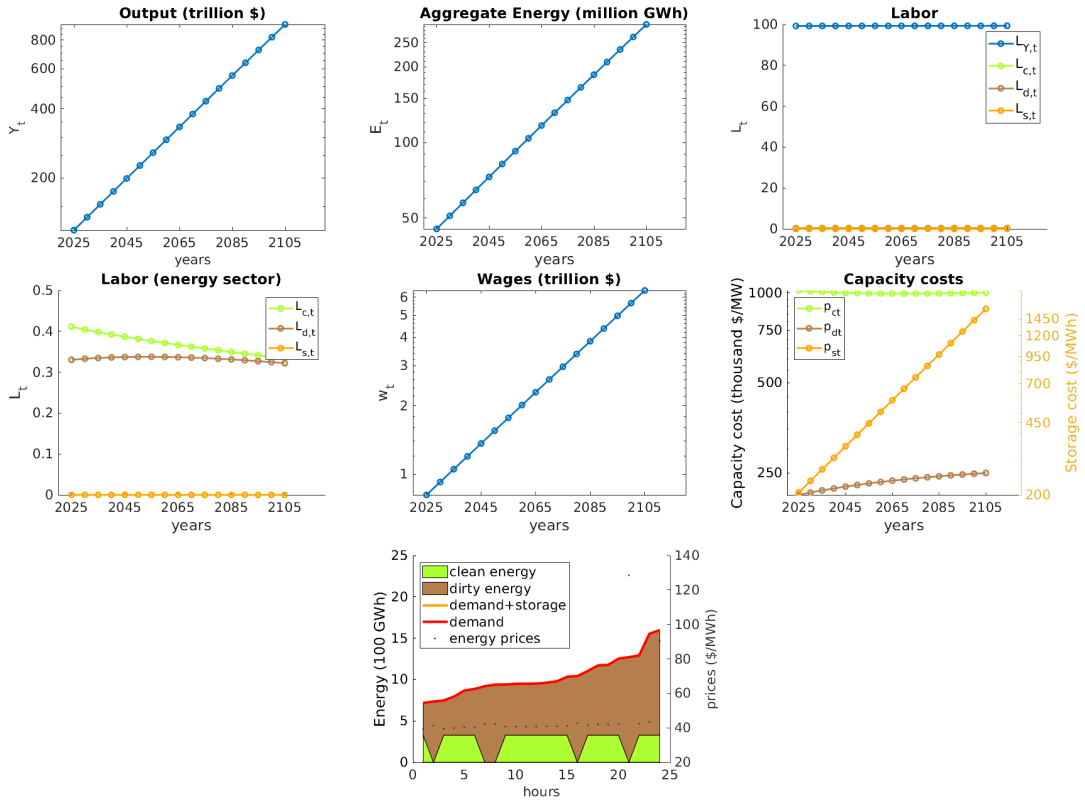 Output (trillion $)
800
600
400
200
Y_t
2025 2045 2065 2085 2105
years
Aggregate Energy (million GWh)
250
200
150
100
50
E_t
2025 2045 2065 2085 2105
years
Labor
100
80
60
40
20
0
L_t
L_Y,t
L_c,t
L_d,t
L_s,t
2025 2045 2065 2085 2105
years
Labor (energy sector)
0.5
0.4
0.3
0.2
0.1
0
L_t
L_c,t
L_d,t
L_s,t
2025 2045 2065 2085 2105
years
Wages (trillion $)
6
5
4
3
2
1
w_t
2025 2045 2065 2085 2105
years
Capacity costs
1000
750
500
250
Capacity cost (thousand $/MW)
p_ct
p_dt
p_st
1450
1200
950
700
450
200
Storage cost ($/MWh)
2025 2045 2065 2085 2105
years
25
20
15
10
5
0
Energy (100 GWh)
clean energy
dirty energy
demand+storage
demand
energy prices
140
120
100
80
60
40
20
prices ($/MWh)
0 5 10 15 20 25
hours